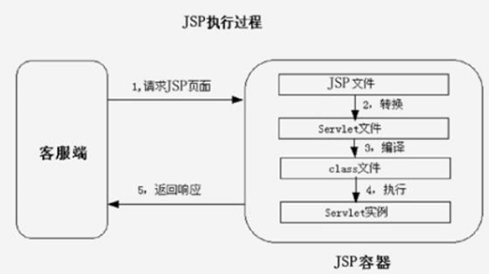 JSP执行过程
1,请求JSP页面
JSP文件
2，转换
Servlet文件
3，编译
客服端
class文件
5，返回响应
4，执行
Servlet实例
JSP容器